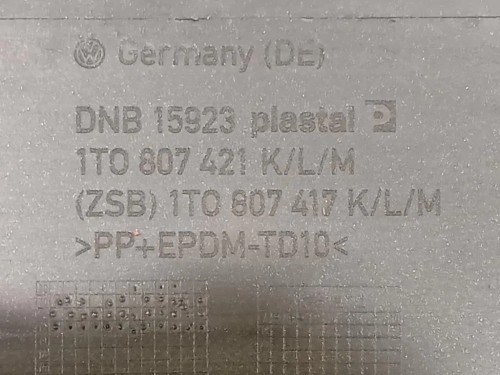 Germany (DE)
DNB 15923 plastal P
1T0 807 421 K/L/M
(ZSB) 1T0 807 417 K/L/M
>PP+EPDM-TD10<